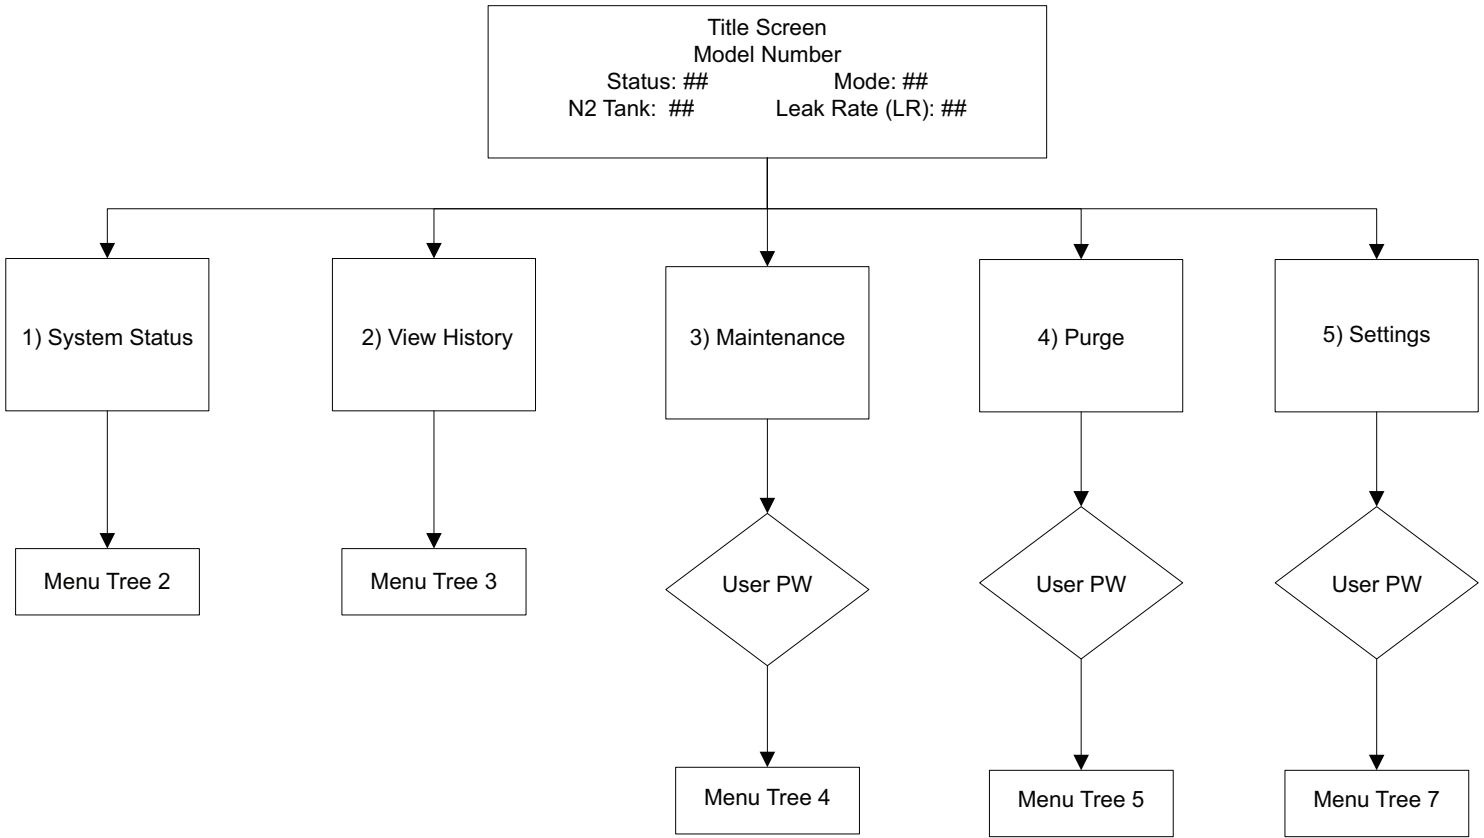 Title Screen
Model Number
Status: ## Mode: ##
N2 Tank: ## Leak Rate (LR): ##
1) System Status
2) View History
3) Maintenance
4) Purge
5) Settings
User PW
User PW
User PW
Menu Tree 2
Menu Tree 3
Menu Tree 4
Menu Tree 5
Menu Tree 7